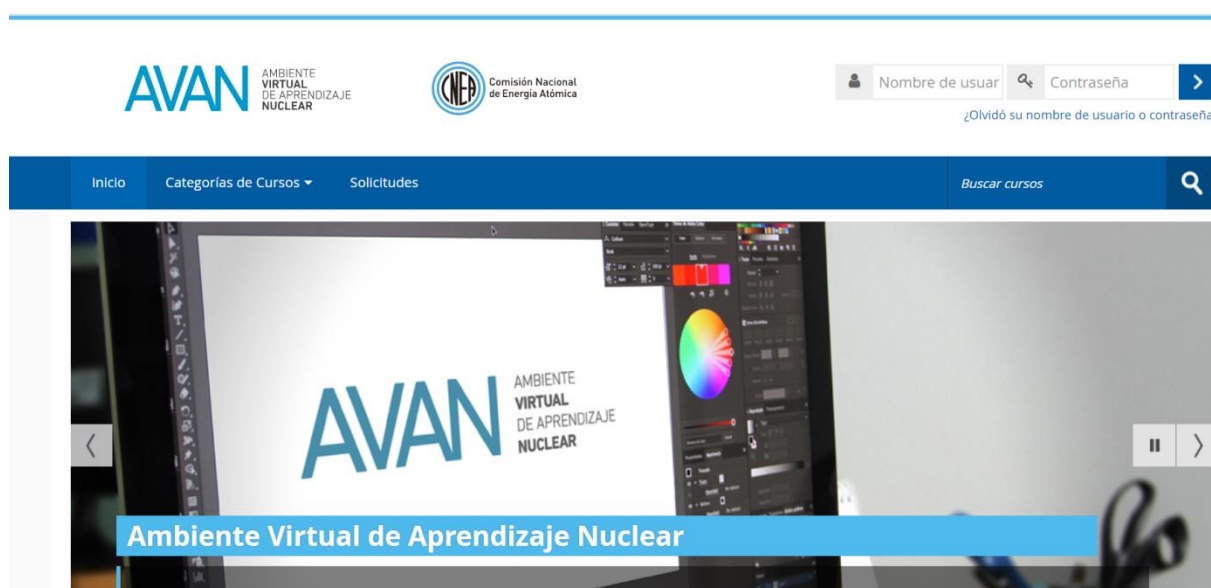 AVAN
AMBIENTE
VIRTUAL
DE APRENDIZAJE
NUCLEAR
CNEA
Comisión Nacional
de Energía Atómica
Nombre de usuar
Contraseña
¿Olvidó su nombre de usuario o contraseña
Inicio
Categorías de Cursos
Solicitudes
Buscar cursos
AVAN
AMBIENTE
VIRTUAL
DE APRENDIZAJE
NUCLEAR
Ambiente Virtual de Aprendizaje Nuclear